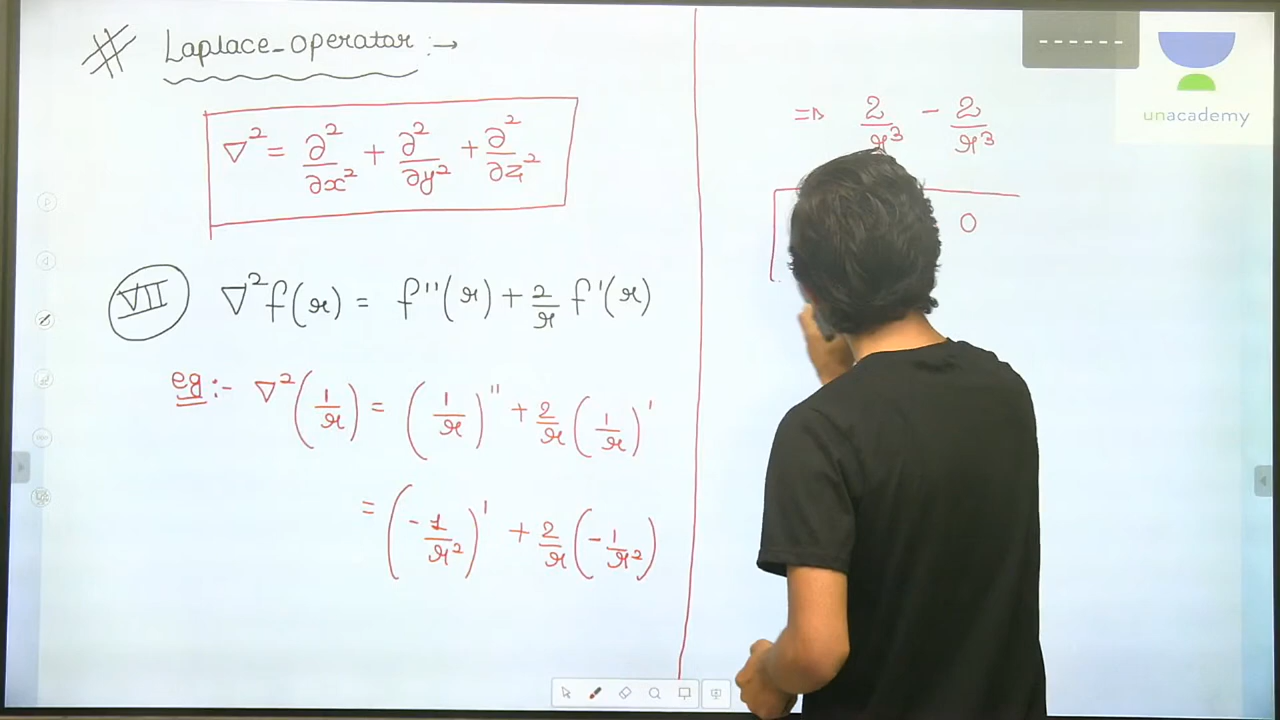 # Laplace-operator :→
∇² = ∂²/∂x² + ∂²/∂y² + ∂²/∂z²
VII ∇²f(r) = f''(r) + 2/r f'(r)
eg:- ∇²(1/r) = (1/r)'' + 2/r (1/r)'
= (-1/r²)' + 2/r (-1/r²)
------
unacademy
⇒ 2/r³ - 2/r³
0